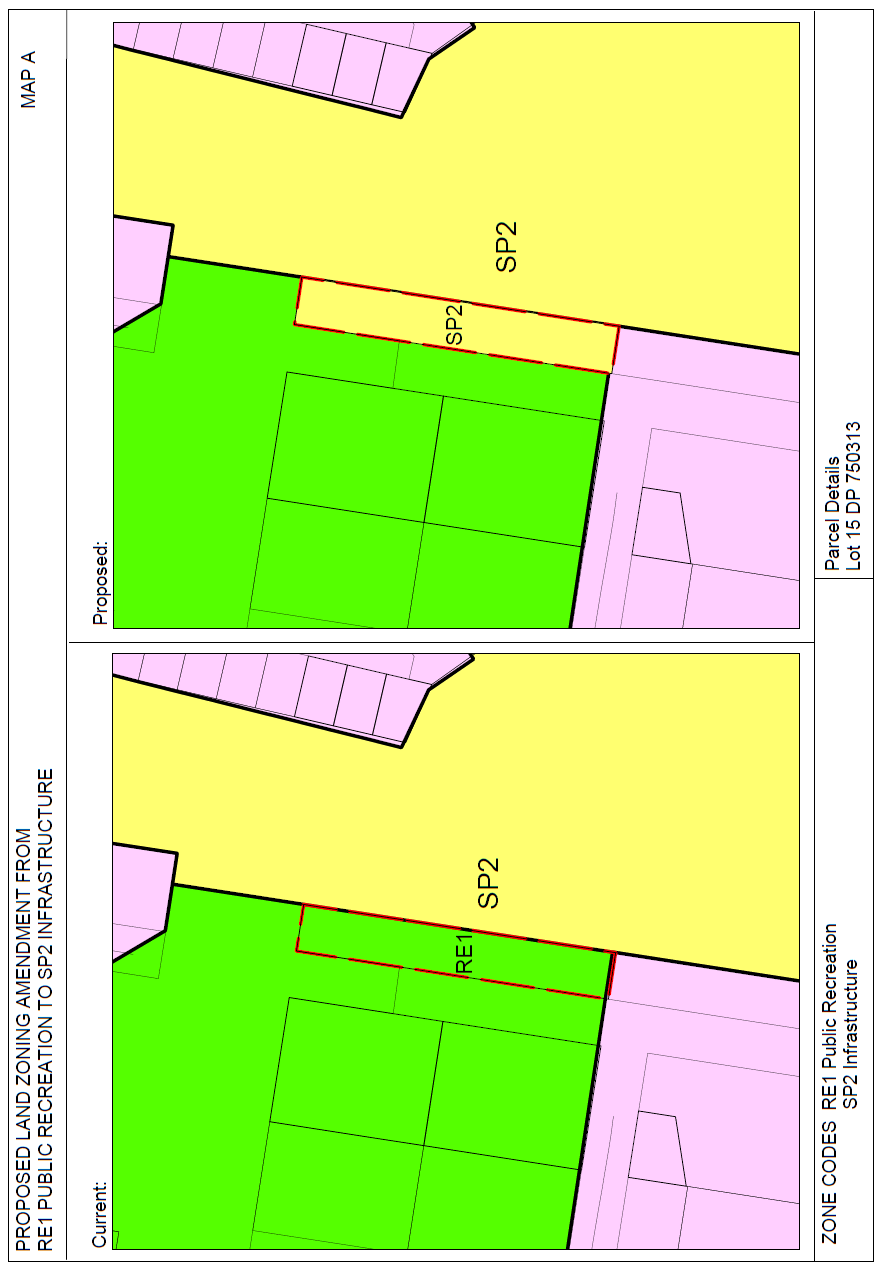 PROPOSED LAND ZONING AMENDMENT FROM
RE1 PUBLIC RECREATION TO SP2 INFRASTRUCTURE
MAP A
Current:
RE1
SP2
Proposed:
SP2
SP2
ZONE CODES RE1 Public Recreation
SP2 Infrastructure
Parcel Details
Lot 15 DP 750313